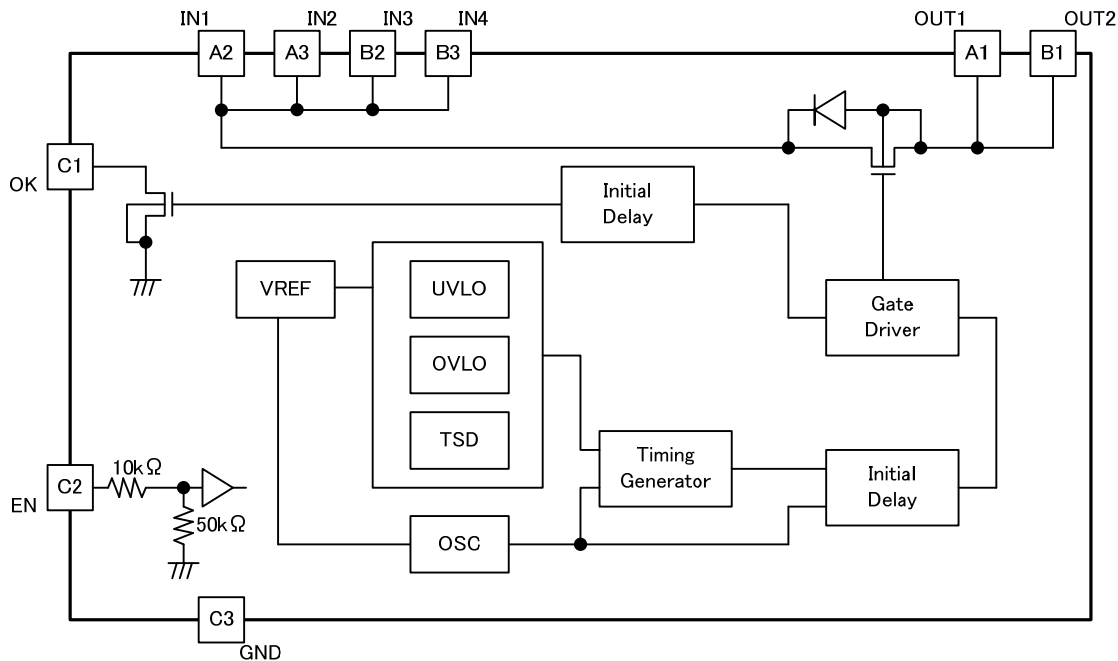 IN1
IN2
IN3
IN4
OUT1
OUT2
A2
A3
B2
B3
A1
B1
C1
OK
Initial
Delay
VREF
UVLO
OVLO
TSD
Gate
Driver
Timing
Generator
Initial
Delay
C2
EN
10kΩ
50kΩ
OSC
C3
GND